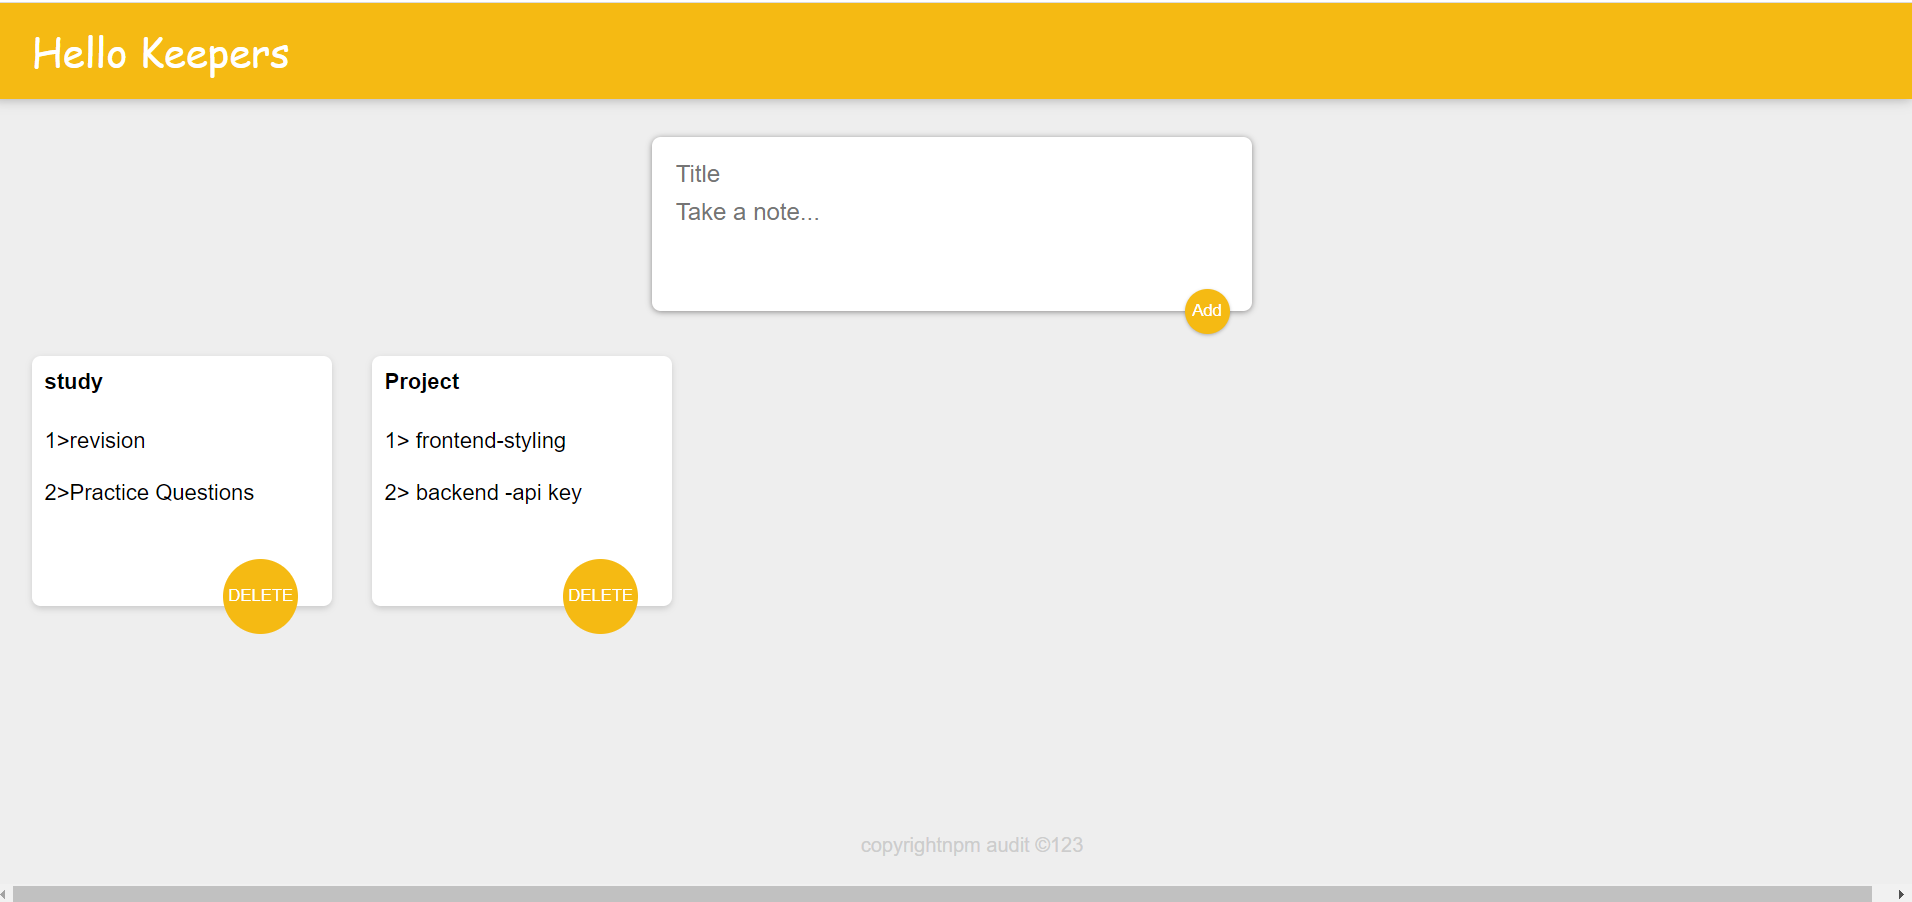 Hello Keepers
Title
Take a note...
Add
study
1>revision
2>Practice Questions
DELETE
Project
1> frontend-styling
2> backend -api key
DELETE
copyrightnpm audit ©123